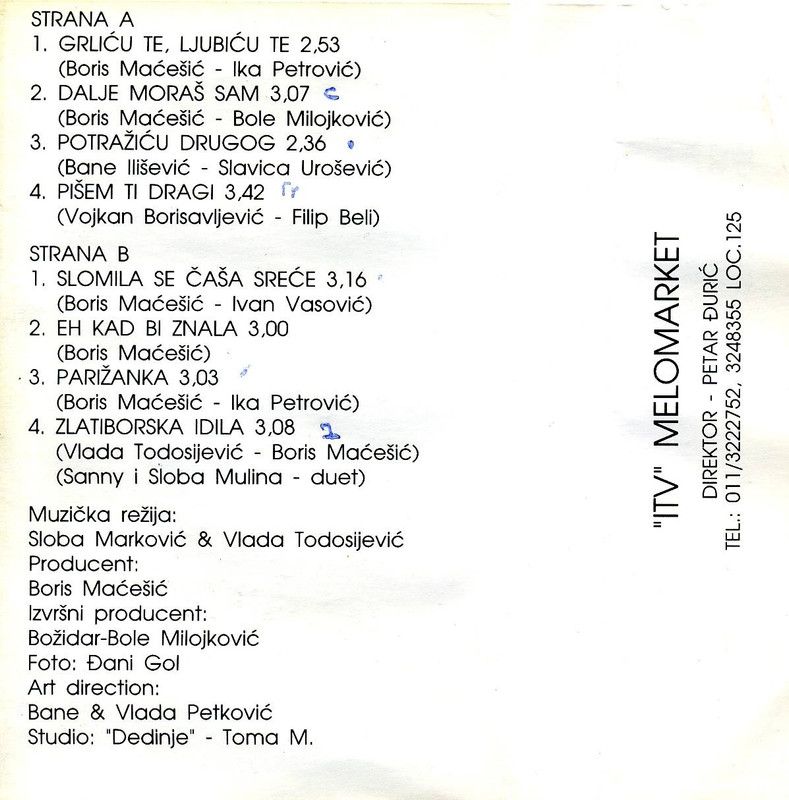 STRANA A
1. GRLIĆU TE, LJUBIĆU TE 2,53
(Boris Maćešić - Ika Petrović)
2. DALJE MORAŠ SAM 3,07
(Boris Maćešić - Bole Milojković)
3. POTRAŽIĆU DRUGOG 2,36
(Bane Ilišević - Slavica Urošević)
4. PIŠEM TI DRAGI 3,42
(Vojkan Borisavljević - Filip Beli)
STRANA B
1. SLOMILA SE ČAŠA SREĆE 3,16
(Boris Maćešić - Ivan Vasović)
2. EH KAD BI ZNALA 3,00
(Boris Maćešić)
3. PARIŽANKA 3,03
(Boris Maćešić - Ika Petrović)
4. ZLATIBORSKA IDILA 3,08
(Vlada Todosijević - Boris Maćešić)
(Sanny i Sloba Mulina - duet)
Muzička režija:
Sloba Marković & Vlada Todosijević
Producent:
Boris Maćešić
Izvršni producent:
Božidar-Bole Milojković
Foto: Đani Gol
Art direction:
Bane & Vlada Petković
Studio: "Dedinje" - Toma M.
"ITV" MELOMARKET
DIREKTOR - PETAR ĐURIĆ
TEL.: 011/3222752, 3248355 LOC.125